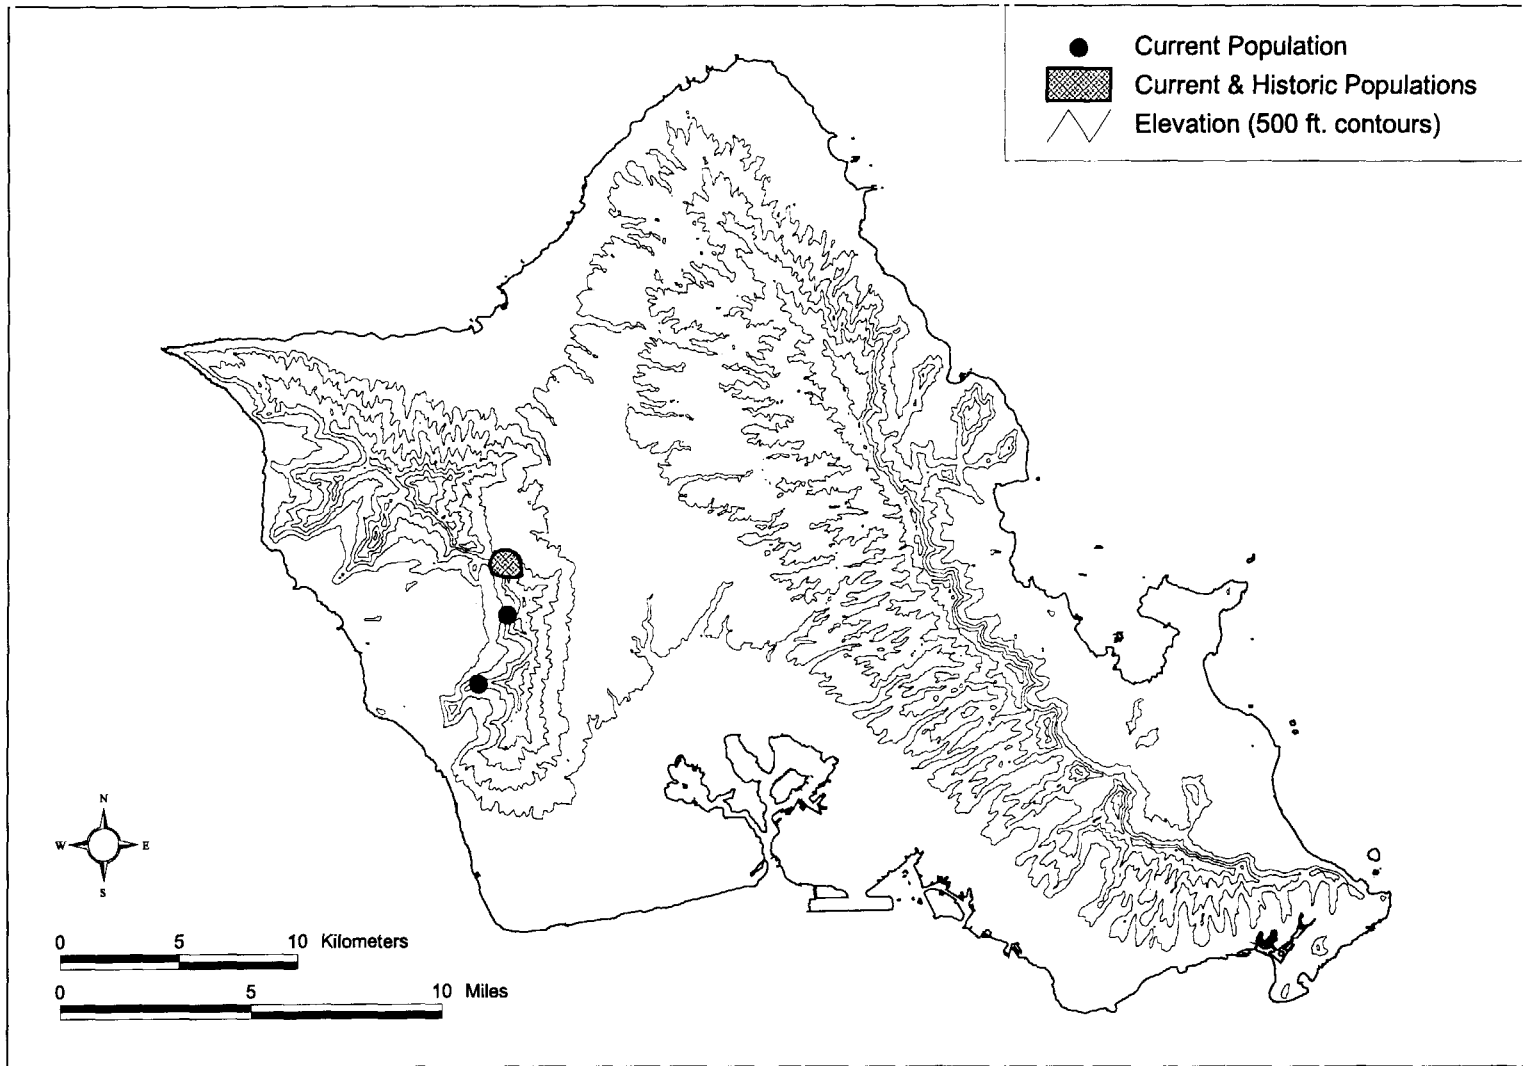 Current Population
Current & Historic Populations
Elevation (500 ft. contours)
N
W E
S
0 5 10 Kilometers
0 5 10 Miles